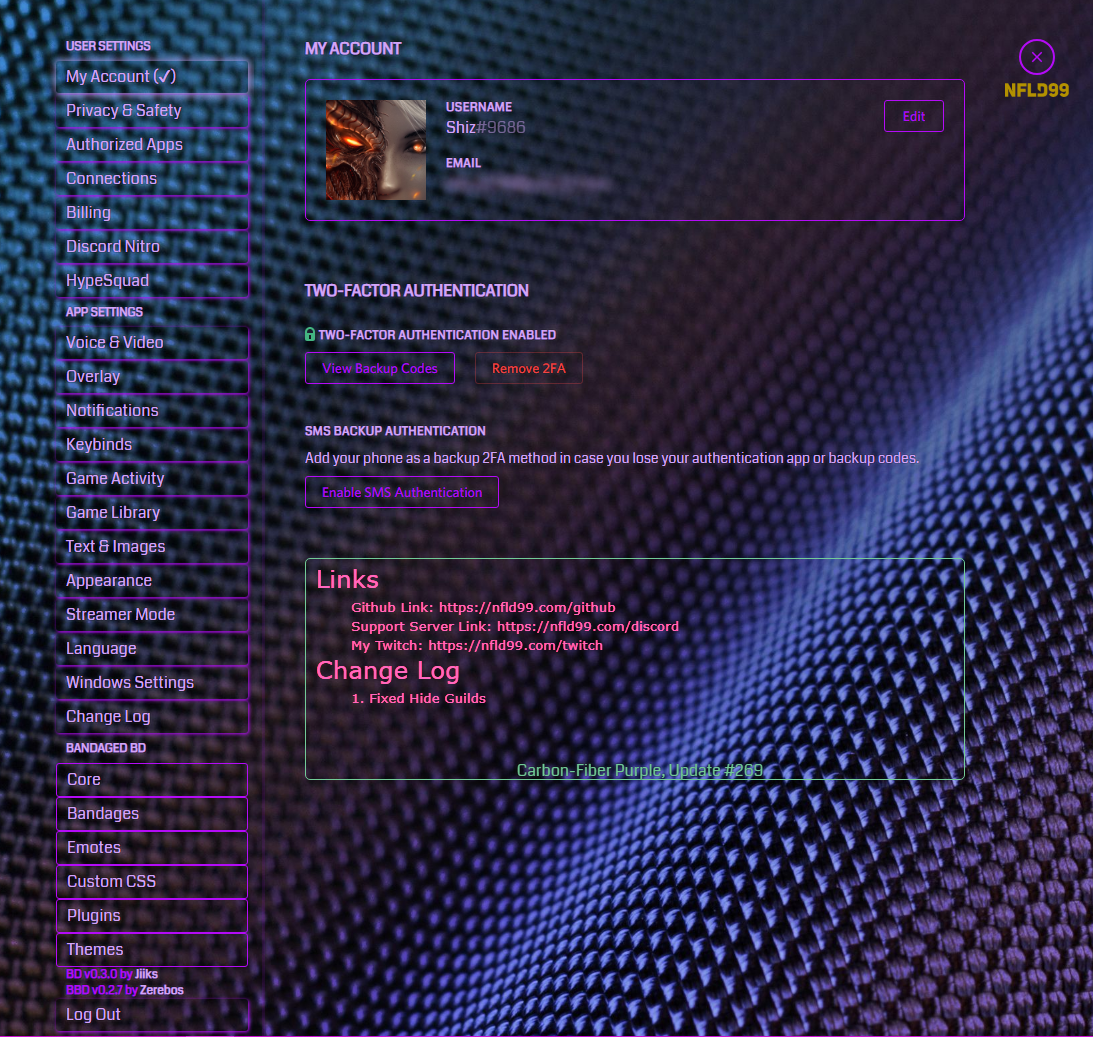 USER SETTINGS
My Account (✓)
Privacy & Safety
Authorized Apps
Connections
Billing
Discord Nitro
HypeSquad
APP SETTINGS
Voice & Video
Overlay
Notifications
Keybinds
Game Activity
Game Library
Text & Images
Appearance
Streamer Mode
Language
Windows Settings
Change Log
BANDAGED BD
Core
Bandages
Emotes
Custom CSS
Plugins
Themes
BD v0.3.0 by Jiiks
BBD v0.2.7 by Zerebos
Log Out
MY ACCOUNT
USERNAME
Shiz#9686
EMAIL
Edit
TWO-FACTOR AUTHENTICATION
TWO-FACTOR AUTHENTICATION ENABLED
View Backup Codes
Remove 2FA
SMS BACKUP AUTHENTICATION
Add your phone as a backup 2FA method in case you lose your authentication app or backup codes.
Enable SMS Authentication
Links
Github Link: https://nfld99.com/github
Support Server Link: https://nfld99.com/discord
My Twitch: https://nfld99.com/twitch
Change Log
1. Fixed Hide Guilds
Carbon-Fiber Purple, Update #269
NFLD99